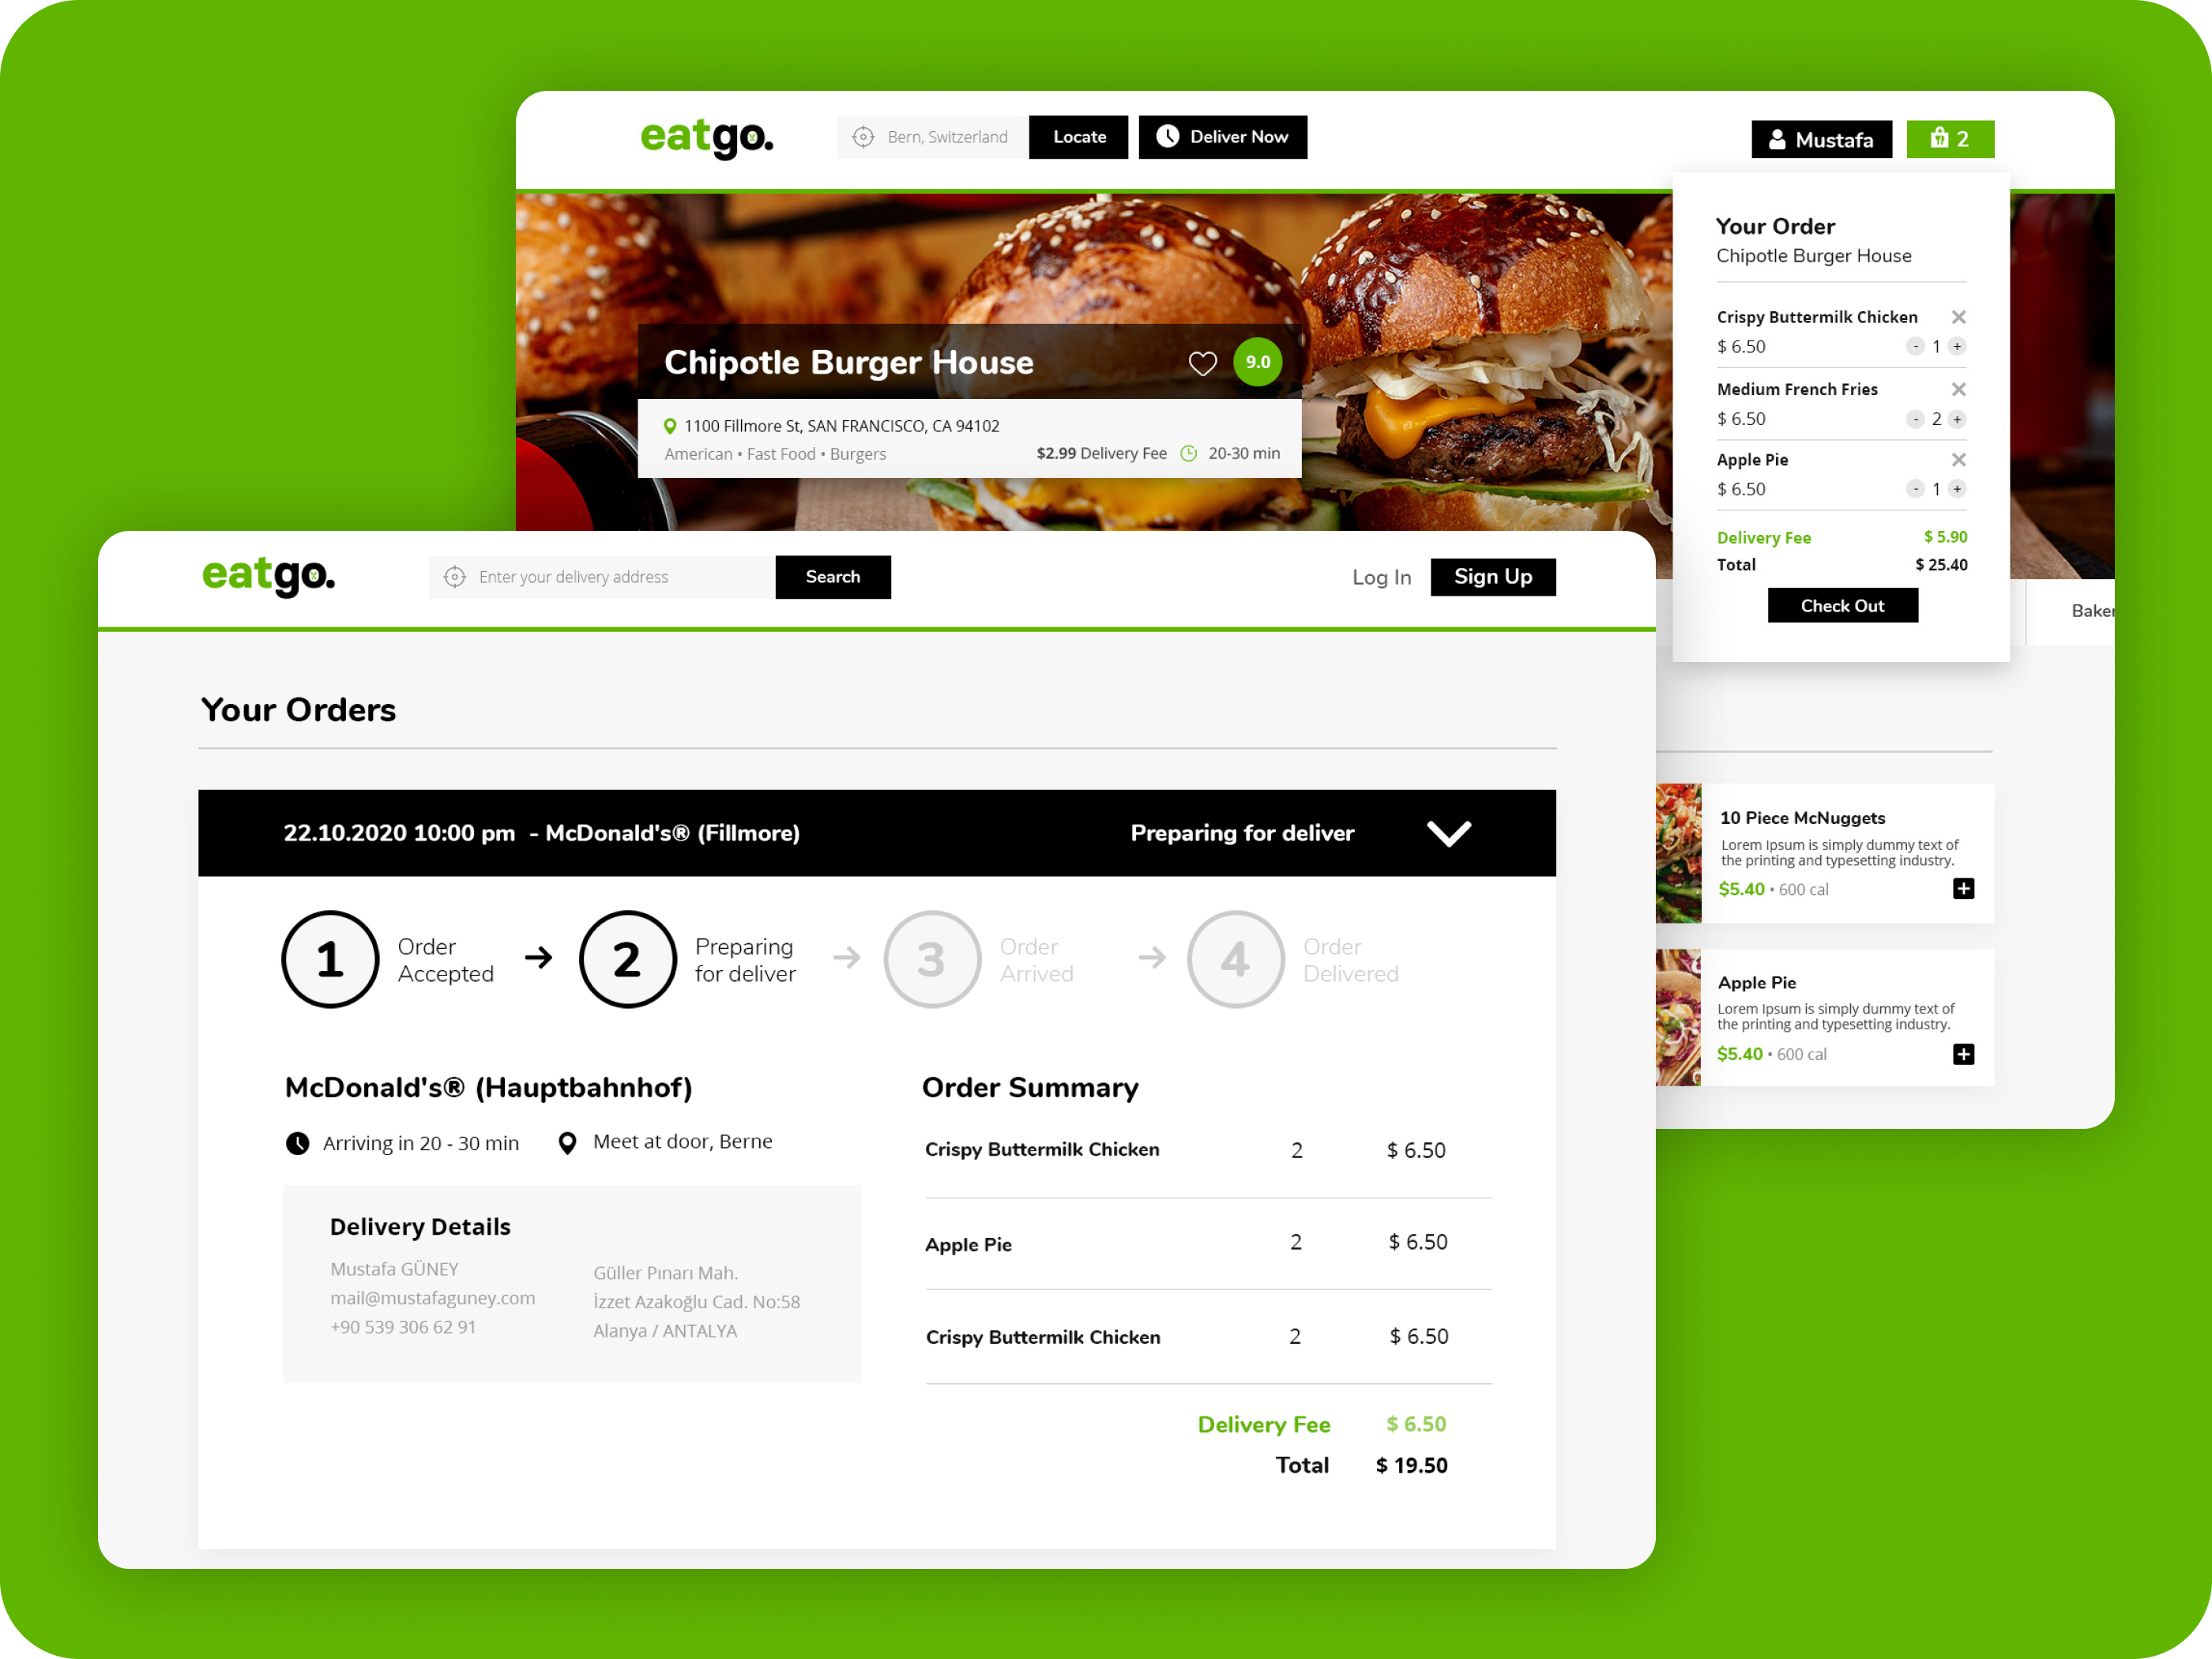 eatgo.
Bern, Switzerland
Locate
Deliver Now
Mustafa
2
Chipotle Burger House
9.0
1100 Fillmore St, SAN FRANCISCO, CA 94102
American • Fast Food • Burgers
$2.99 Delivery Fee
20-30 min
Your Order
Chipotle Burger House
Crispy Buttermilk Chicken
$ 6.50
- 1 +
Medium French Fries
$ 6.50
- 2 +
Apple Pie
$ 6.50
- 1 +
Delivery Fee $ 5.90
Total $ 25.40
Check Out
10 Piece McNuggets
Lorem Ipsum is simply dummy text of
the printing and typesetting industry.
$5.40 • 600 cal
Apple Pie
Lorem Ipsum is simply dummy text of
the printing and typesetting industry.
$5.40 • 600 cal
eatgo.
Enter your delivery address
Search
Log In
Sign Up
Your Orders
22.10.2020 10:00 pm - McDonald's® (Fillmore)
Preparing for deliver
1
Order
Accepted
2
Preparing
for deliver
3
Order
Arrived
4
Order
Delivered
McDonald's® (Hauptbahnhof)
Arriving in 20 - 30 min
Meet at door, Berne
Delivery Details
Mustafa GÜNEY
mail@mustafaguney.com
+90 539 306 62 91
Güller Pınarı Mah.
İzzet Azakoğlu Cad. No:58
Alanya / ANTALYA
Order Summary
Crispy Buttermilk Chicken 2 $ 6.50
Apple Pie 2 $ 6.50
Crispy Buttermilk Chicken 2 $ 6.50
Delivery Fee $ 6.50
Total $ 19.50